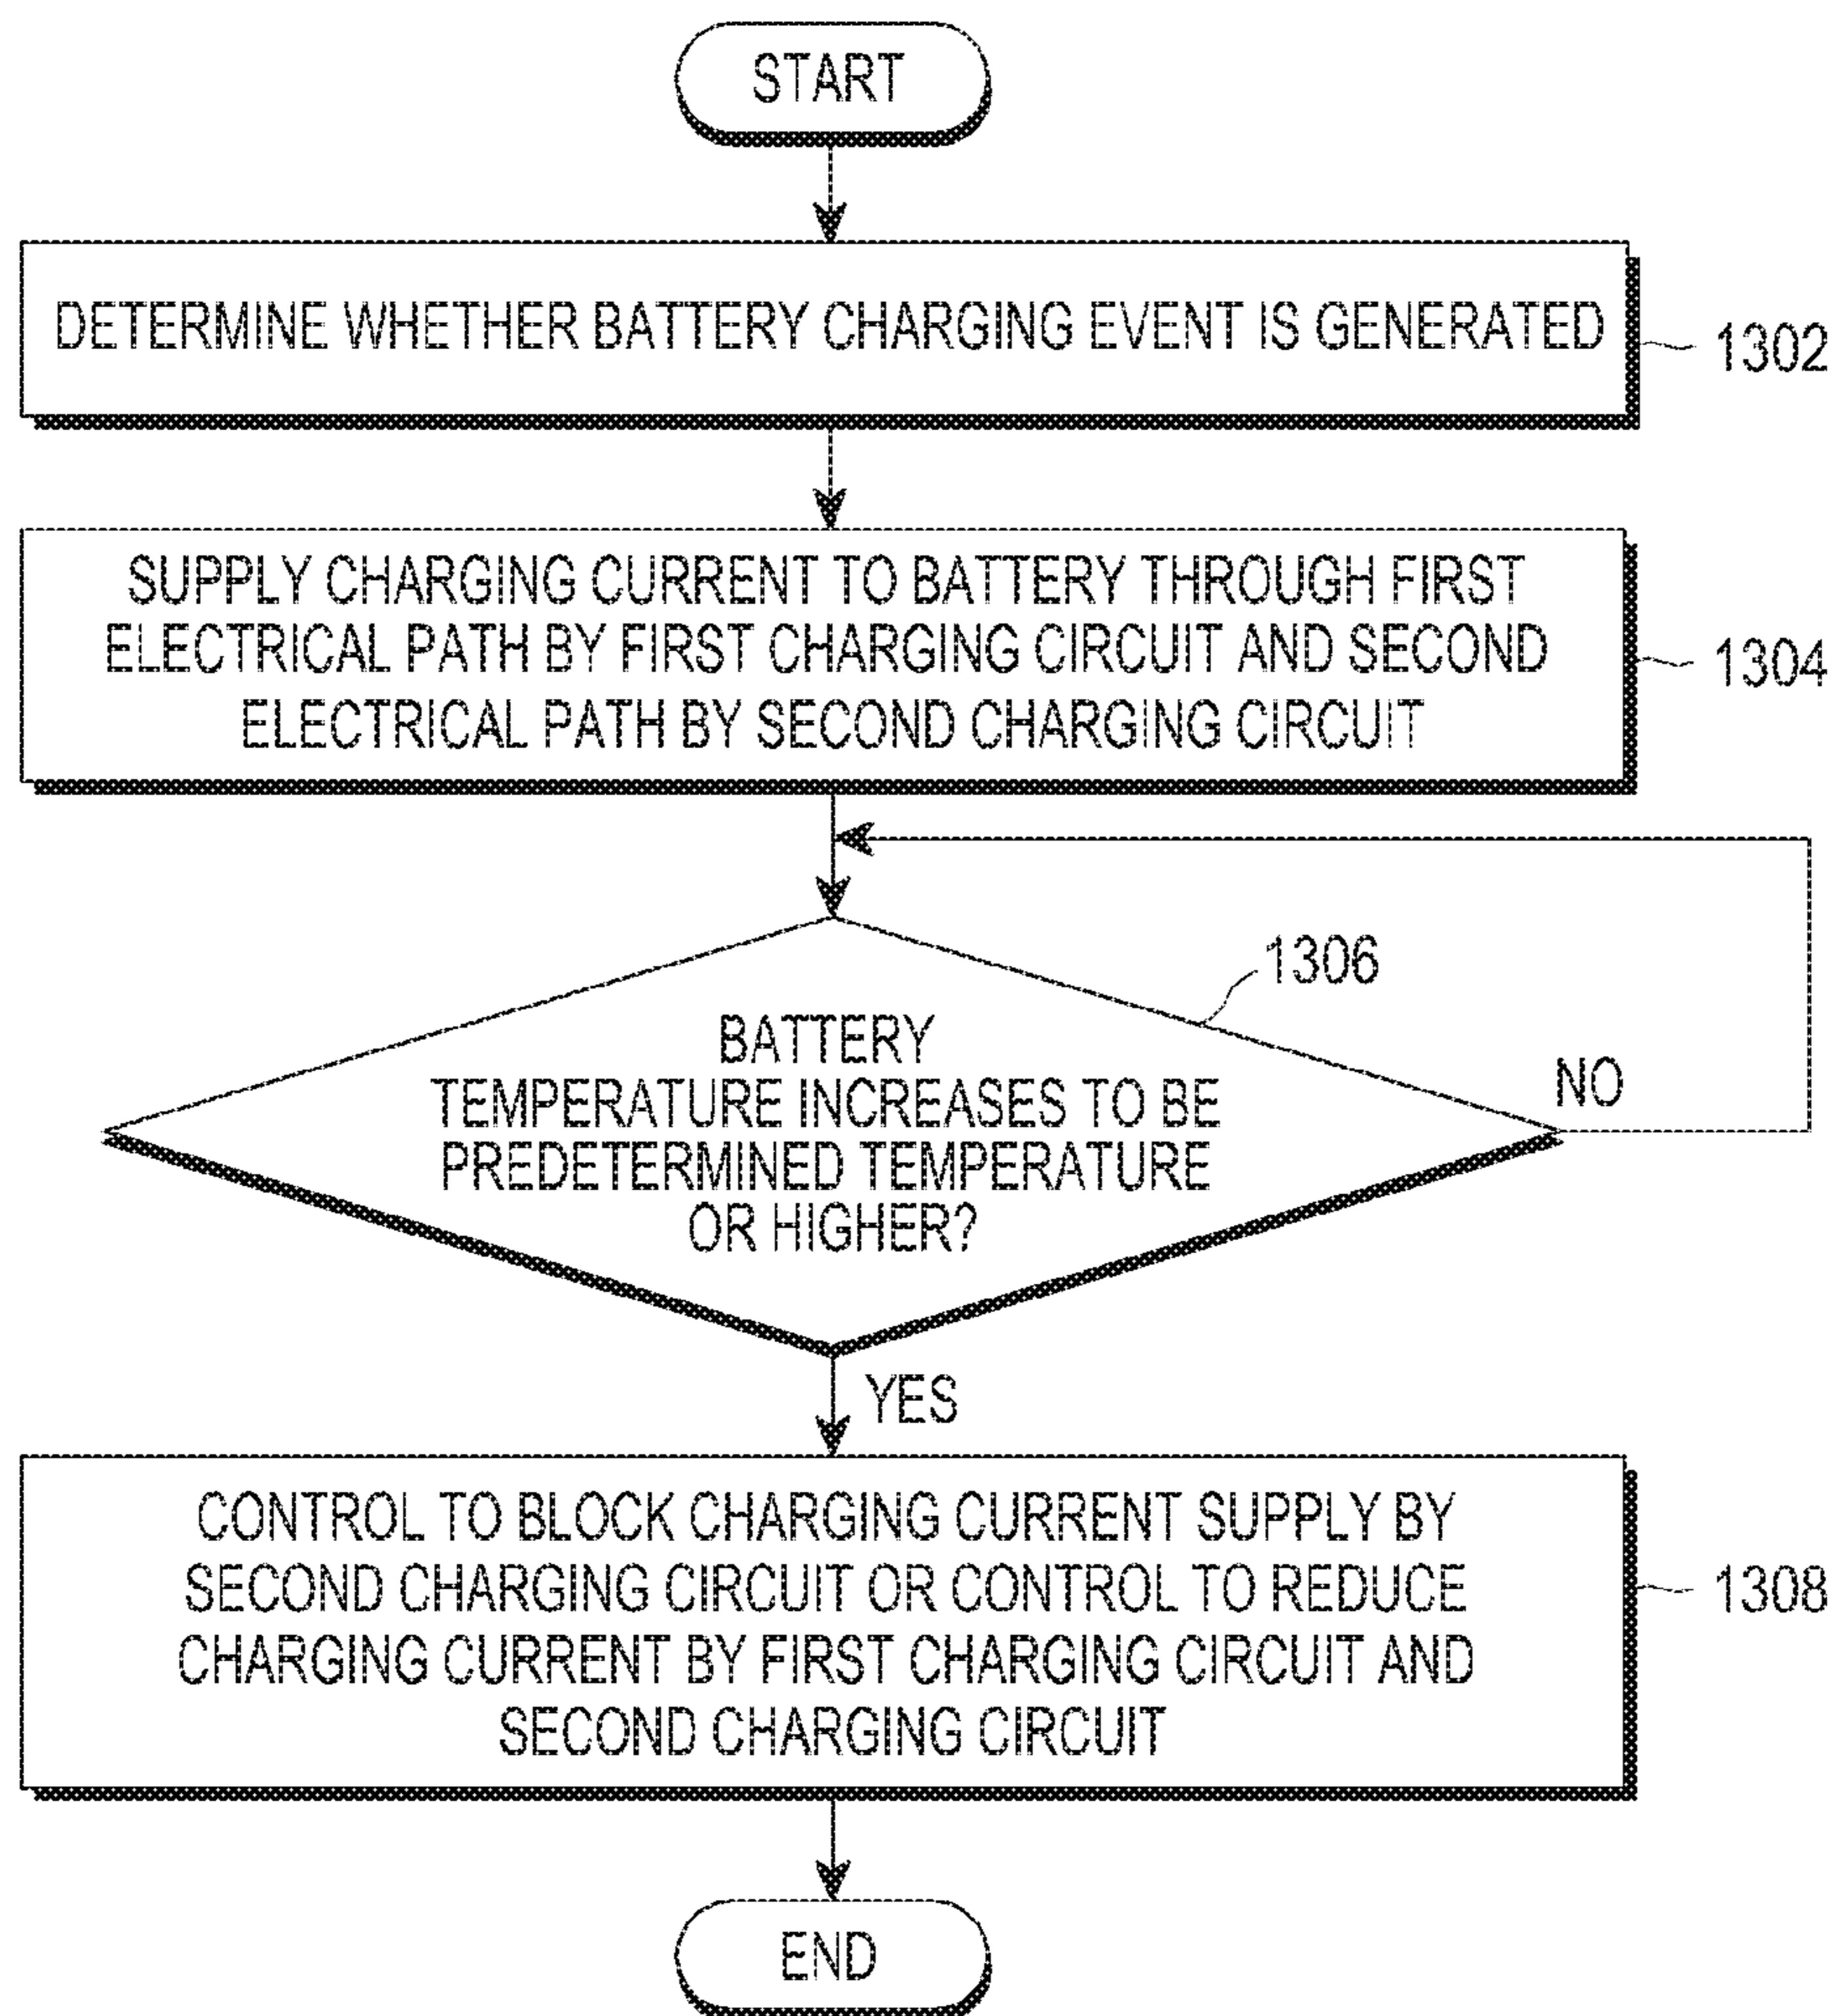 START
DETERMINE WHETHER BATTERY CHARGING EVENT IS GENERATED
1302
SUPPLY CHARGING CURRENT TO BATTERY THROUGH FIRST
ELECTRICAL PATH BY FIRST CHARGING CIRCUIT AND SECOND
ELECTRICAL PATH BY SECOND CHARGING CIRCUIT
1304
1306
BATTERY
TEMPERATURE INCREASES TO BE
PREDETERMINED TEMPERATURE
OR HIGHER?
NO
YES
CONTROL TO BLOCK CHARGING CURRENT SUPPLY BY
SECOND CHARGING CIRCUIT OR CONTROL TO REDUCE
CHARGING CURRENT BY FIRST CHARGING CIRCUIT AND
SECOND CHARGING CIRCUIT
1308
END